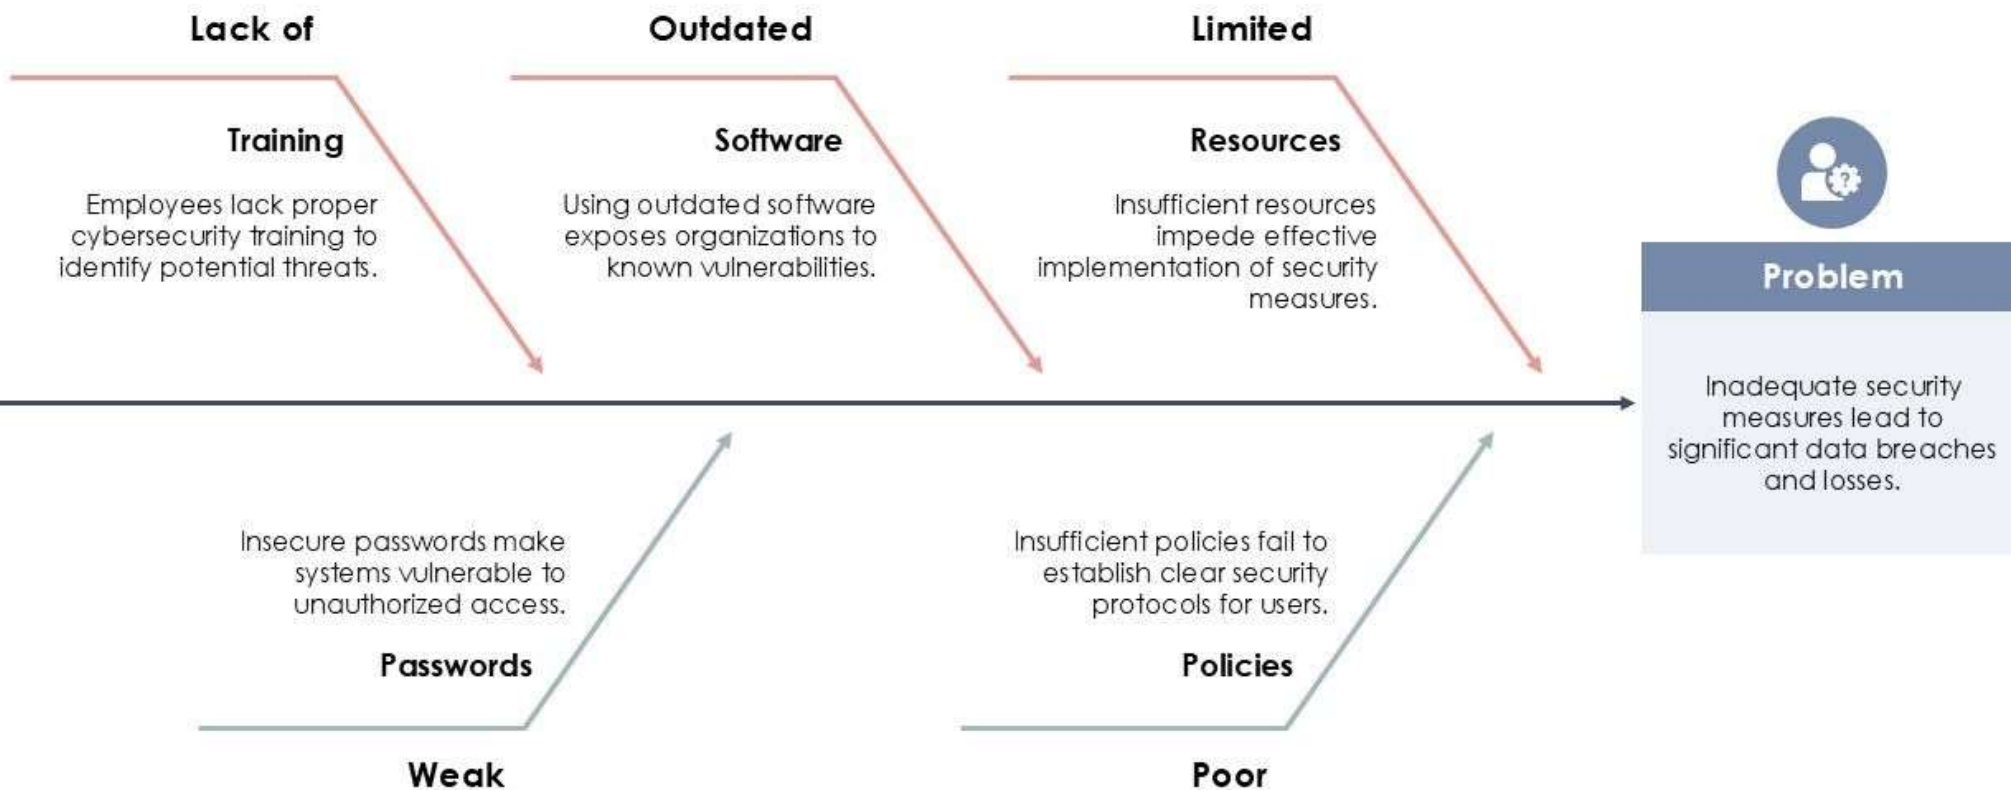 Lack of
Training
Employees lack proper
cybersecurity training to
identify potential threats.
Outdated
Software
Using outdated software
exposes organizations to
known vulnerabilities.
Limited
Resources
Insufficient resources
impede effective
implementation of security
measures.
Problem
Inadequate security
measures lead to
significant data breaches
and losses.
Insecure passwords make
systems vulnerable to
unauthorized access.
Passwords
Weak
Insufficient policies fail to
establish clear security
protocols for users.
Policies
Poor